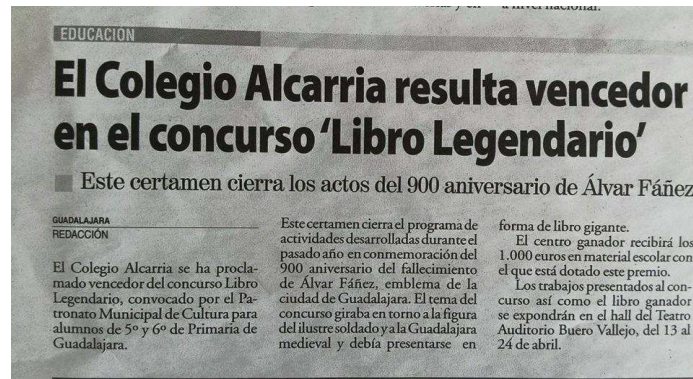 a nivel nacional.
EDUCACIÓN
El Colegio Alcarria resulta vencedor
en el concurso ‘Libro Legendario’
Este certamen cierra los actos del 900 aniversario de Álvar Fáñez
GUADALAJARA
REDACCIÓN
El Colegio Alcarria se ha procla-
mado vencedor del concurso Libro
Legendario, convocado por el Pa-
tronato Municipal de Cultura para
alumnos de 5º y 6º de Primaria de
Guadalajara.
Este certamen cierra el programa de
actividades desarrolladas durante el
pasado año en conmemoración del
900 aniversario del fallecimiento
de Álvar Fáñez, emblema de la
ciudad de Guadalajara. El tema del
concurso giraba en torno a la figura
del ilustre soldado y a la Guadalajara
medieval y debía presentarse en
forma de libro gigante.
El centro ganador recibirá los
1.000 euros en material escolar con
el que está dotado este premio.
Los trabajos presentados al con-
curso así como el libro ganador
se expondrán en el hall del Teatro
Auditorio Buero Vallejo, del 13 al
24 de abril.